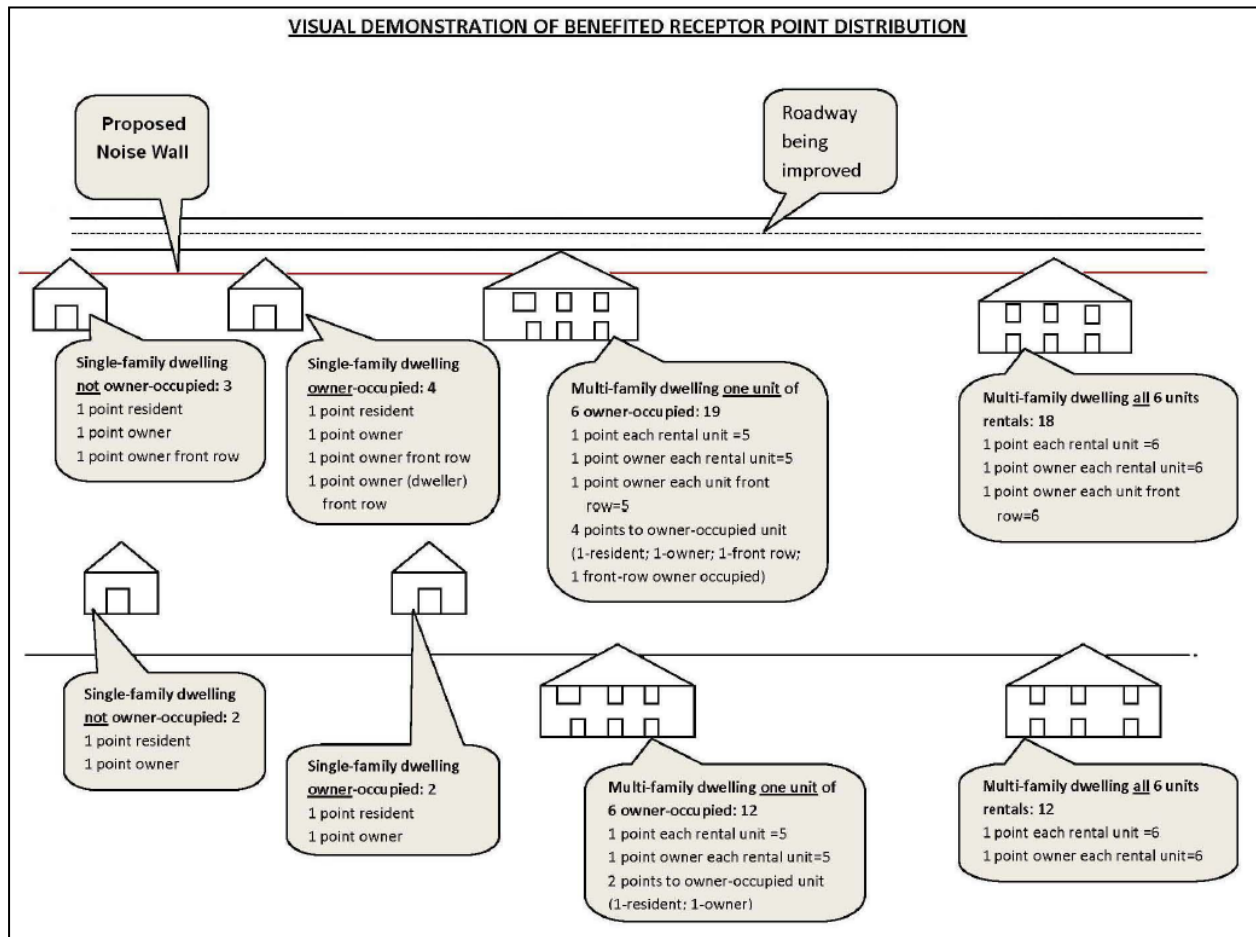 VISUAL DEMONSTRATION OF BENEFITED RECEPTOR POINT DISTRIBUTION
Proposed
Noise Wall
Roadway
being
improved
Single-family dwelling
not owner-occupied: 3
1 point resident
1 point owner
1 point owner front row
Single-family dwelling
owner-occupied: 4
1 point resident
1 point owner
1 point owner front row
1 point owner (dweller)
front row
Multi-family dwelling one unit of
6 owner-occupied: 19
1 point each rental unit =5
1 point owner each rental unit=5
1 point owner each unit front
row=5
4 points to owner-occupied unit
(1-resident; 1-owner; 1-front row;
1 front-row owner occupied)
Multi-family dwelling all 6 units
rentals: 18
1 point each rental unit =6
1 point owner each rental unit=6
1 point owner each unit front
row=6
Single-family dwelling
not owner-occupied: 2
1 point resident
1 point owner
Single-family dwelling
owner-occupied: 2
1 point resident
1 point owner
Multi-family dwelling one unit of
6 owner-occupied: 12
1 point each rental unit =5
1 point owner each rental unit=5
2 points to owner-occupied unit
(1-resident; 1-owner)
Multi-family dwelling all 6 units
rentals: 12
1 point each rental unit =6
1 point owner each rental unit=6